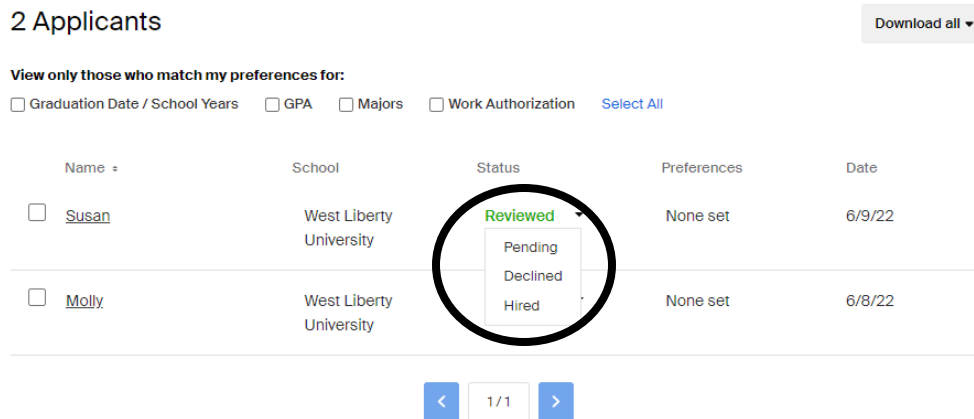 2 Applicants
Download all
View only those who match my preferences for:
Graduation Date / School Years GPA Majors Work Authorization Select All
Name School Status Preferences Date
Susan West Liberty Reviewed None set 6/9/22
University
Pending
Declined
Hired
Molly West Liberty None set 6/8/22
University
< 1/1 >